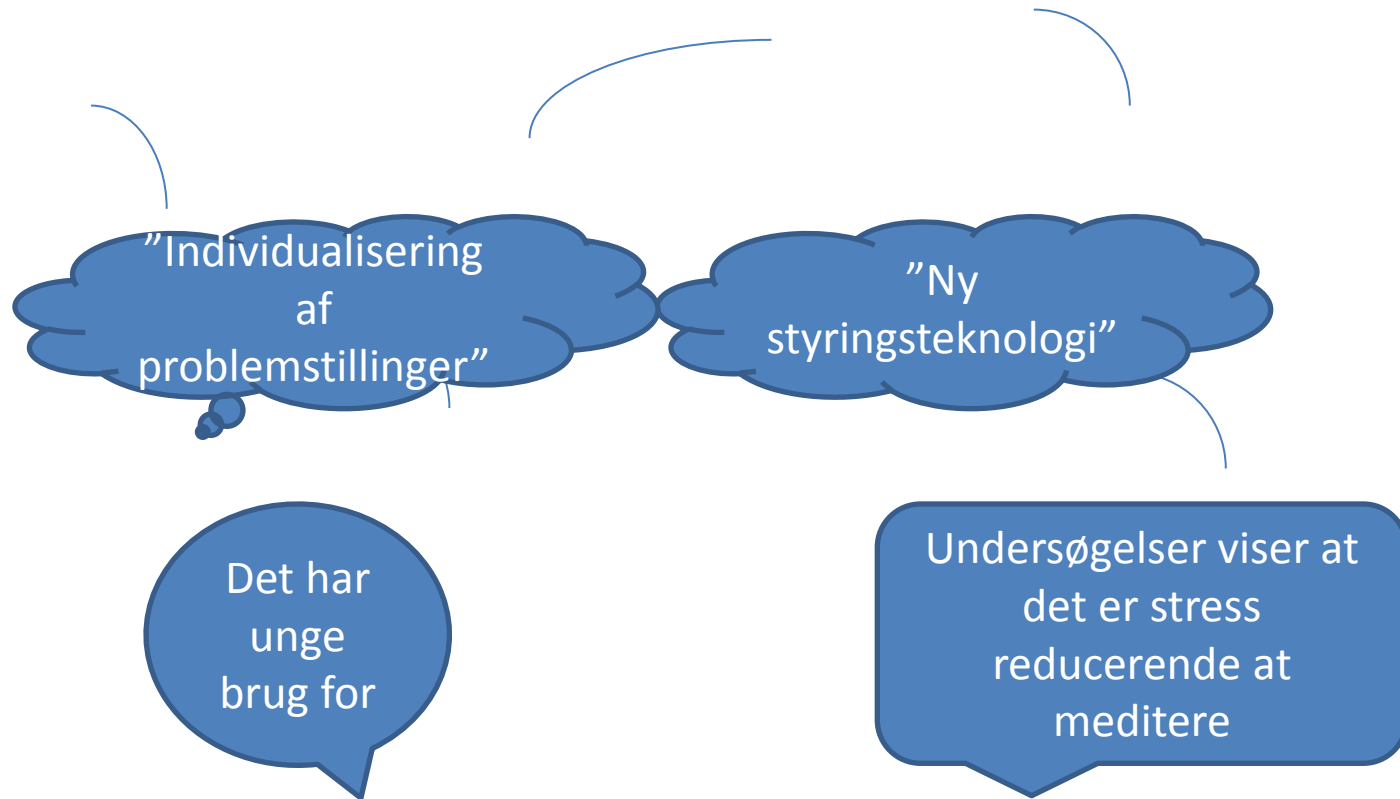 ”Individualisering
af
problemstillinger”
”Ny
styringsteknologi”
Det har
unge
brug for
Undersøgelser viser at
det er stress
reducerende at
meditere